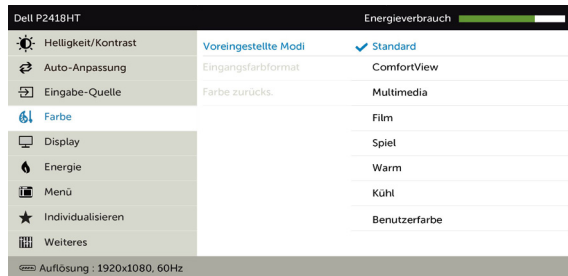 Dell P2418HT
Energieverbrauch
Helligkeit/Kontrast
Auto-Anpassung
Eingabe-Quelle
Farbe
Display
Energie
Menü
Individualisieren
Weiteres
Voreingestellte Modi
Eingangsfarbformat
Farbe zurücks.
Standard
ComfortView
Multimedia
Film
Spiel
Warm
Kühl
Benutzerfarbe
Auflösung : 1920x1080, 60Hz